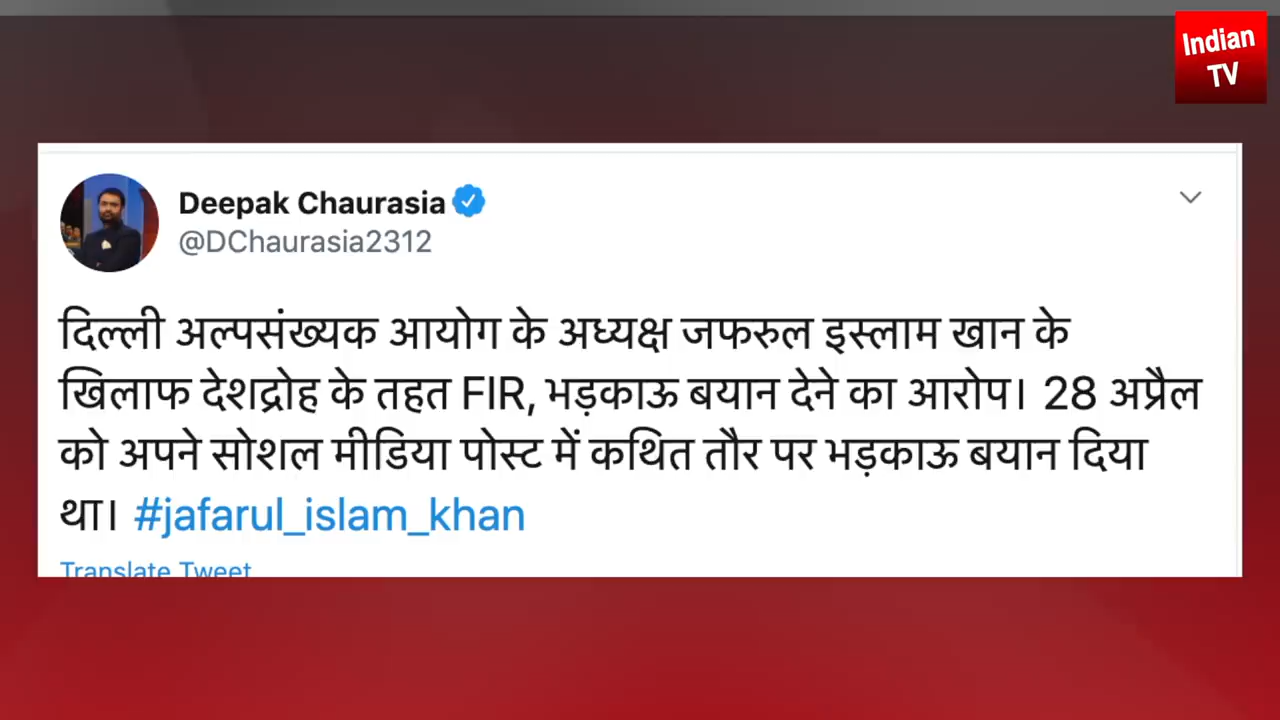 Indian
TV
Deepak Chaurasia
@DChaurasia2312
दिल्ली अल्पसंख्यक आयोग के अध्यक्ष जफरुल इस्लाम खान के
खिलाफ देशद्रोह के तहत FIR, भड़काऊ बयान देने का आरोप। 28 अप्रैल
को अपने सोशल मीडिया पोस्ट में कथित तौर पर भड़काऊ बयान दिया
था। #jafarul_islam_khan
Translate Tweet